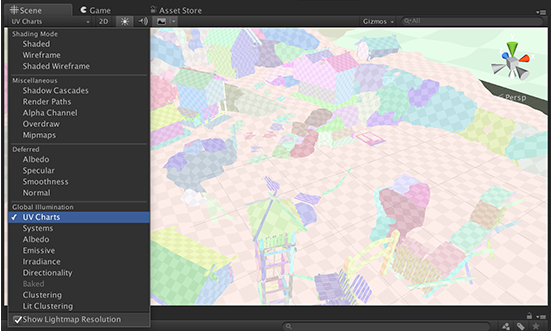 Scene
Game
Asset Store
UV Charts
2D
Gizmos
All
Shading Mode
Shaded
Wireframe
Shaded Wireframe
Miscellaneous
Shadow Cascades
Render Paths
Alpha Channel
Overdraw
Mipmaps
Deferred
Albedo
Specular
Smoothness
Normal
Global Illumination
UV Charts
Systems
Albedo
Emissive
Irradiance
Directionality
Baked
Clustering
Lit Clustering
Show Lightmap Resolution
Persp